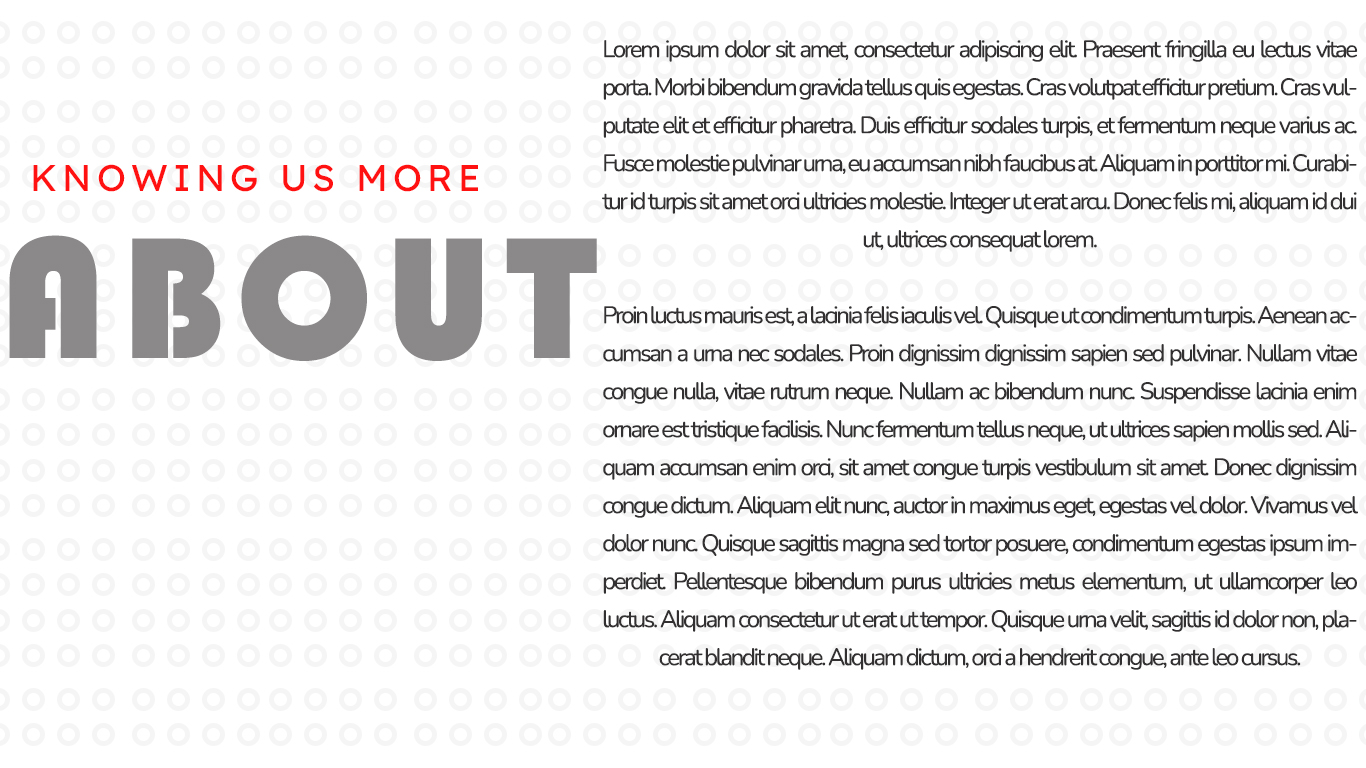 KNOWING US MORE
ABOUT
Lorem ipsum dolor sit amet, consectetur adipiscing elit. Praesent fringilla eu lectus vitae
porta. Morbi bibendum gravida tellus quis egestas. Cras volutpat efficitur pretium. Cras vul-
putate elit et efficitur pharetra. Duis efficitur sodales turpis, et fermentum neque varius ac.
Fusce molestie pulvinar urna, eu accumsan nibh faucibus at. Aliquam in porttitor mi. Curabi-
tur id turpis sit amet orci ultricies molestie. Integer ut erat arcu. Donec felis mi, aliquam id dui
ut, ultrices consequat lorem.
Proin luctus mauris est, a lacinia felis iaculis vel. Quisque ut condimentum turpis. Aenean ac-
cumsan a urna nec sodales. Proin dignissim dignissim sapien sed pulvinar. Nullam vitae
congue nulla, vitae rutrum neque. Nullam ac bibendum nunc. Suspendisse lacinia enim
ornare est tristique facilisis. Nunc fermentum tellus neque, ut ultrices sapien mollis sed. Ali-
quam accumsan enim orci, sit amet congue turpis vestibulum sit amet. Donec dignissim
congue dictum. Aliquam elit nunc, auctor in maximus eget, egestas vel dolor. Vivamus vel
dolor nunc. Quisque sagittis magna sed tortor posuere, condimentum egestas ipsum im-
perdiet. Pellentesque bibendum purus ultricies metus elementum, ut ullamcorper leo
luctus. Aliquam consectetur ut erat ut tempor. Quisque urna velit, sagittis id dolor non, pla-
cerat blandit neque. Aliquam dictum, orci a hendrerit congue, ante leo cursus.